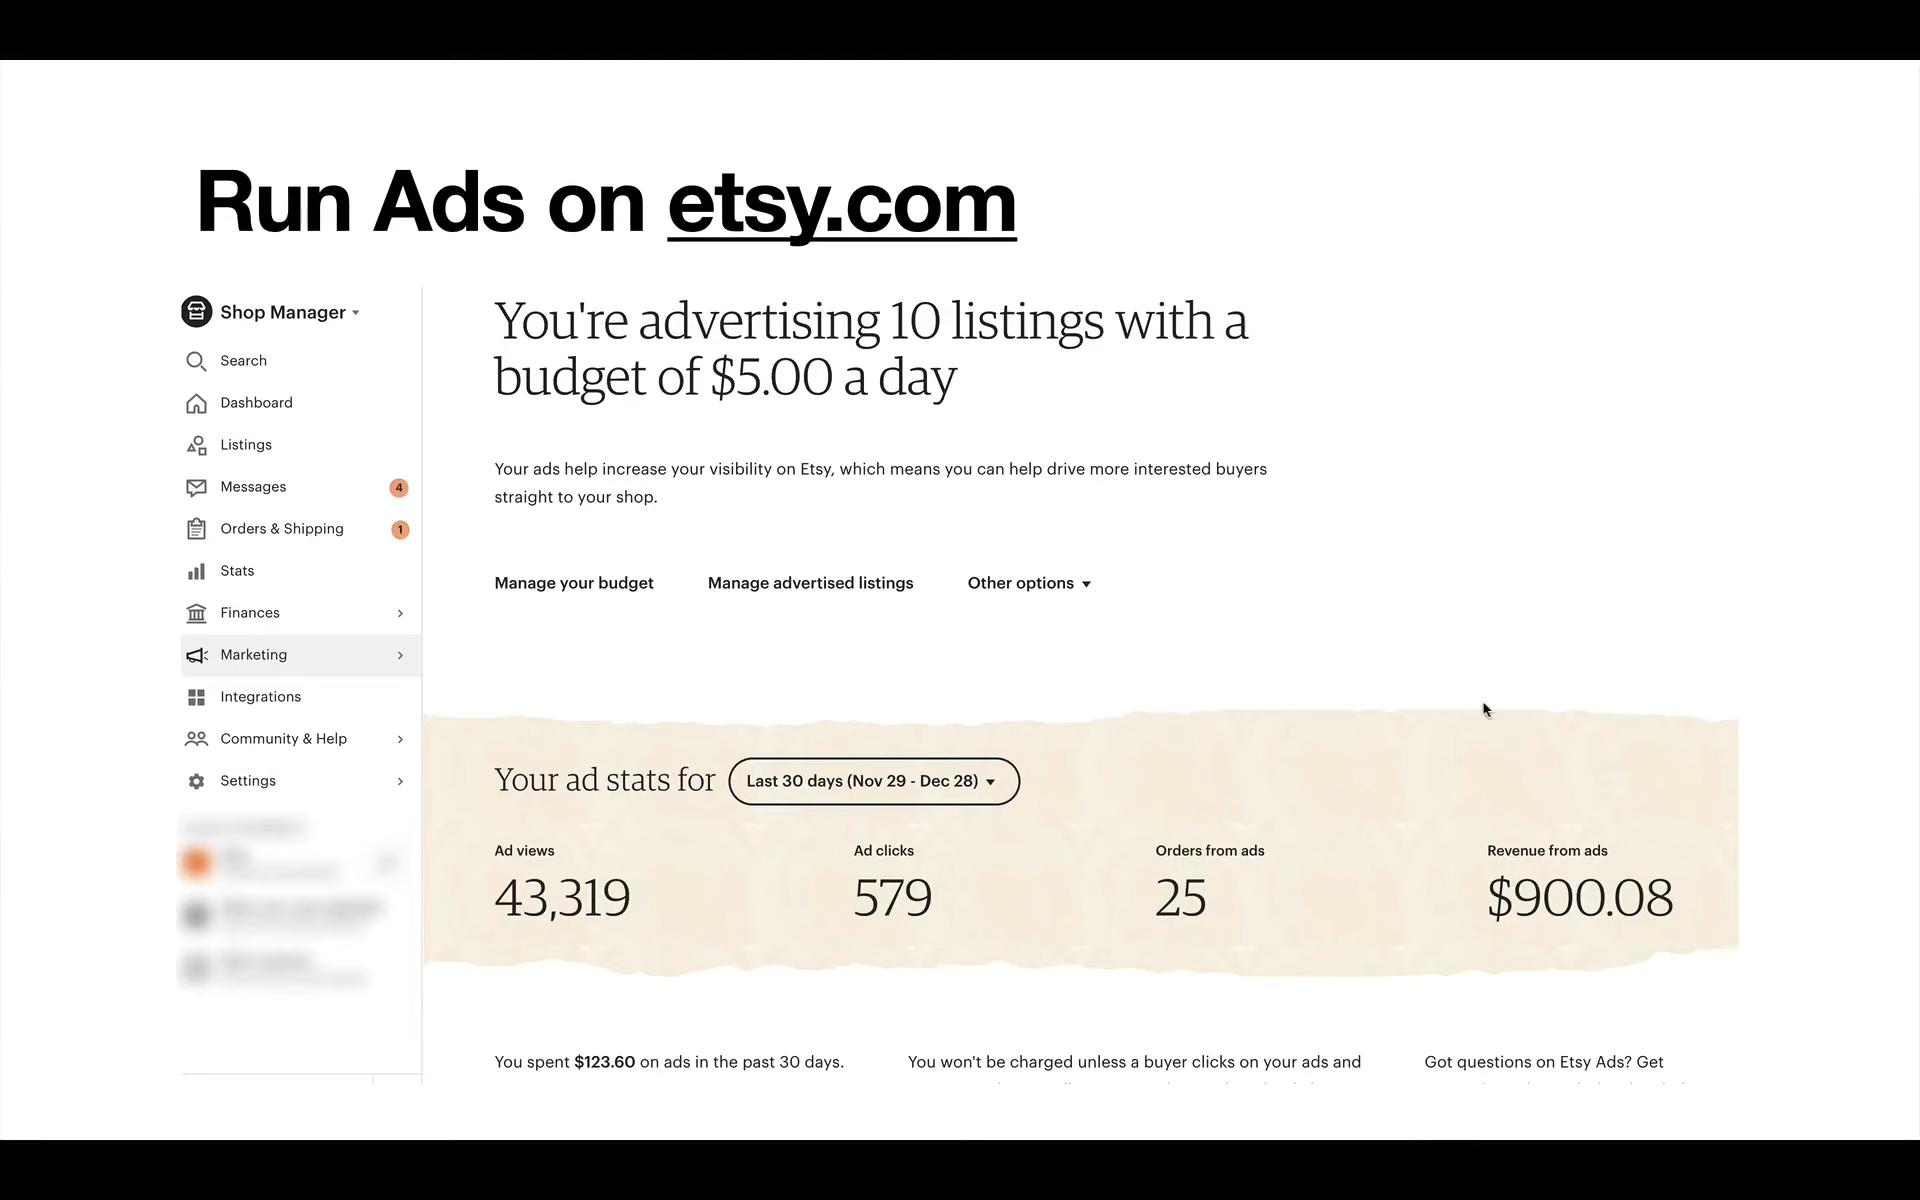 Run Ads on etsy.com
Shop Manager
Search
Dashboard
Listings
Messages 4
Orders & Shipping 1
Stats
Finances
Marketing
Integrations
Community & Help
Settings
You're advertising 10 listings with a
budget of $5.00 a day
Your ads help increase your visibility on Etsy, which means you can help drive more interested buyers
straight to your shop.
Manage your budget Manage advertised listings Other options
Your ad stats for Last 30 days (Nov 29 - Dec 28)
Ad views Ad clicks Orders from ads Revenue from ads
43,319 579 25 $900.08
You spent $123.60 on ads in the past 30 days. You won't be charged unless a buyer clicks on your ads and Got questions on Etsy Ads? Get